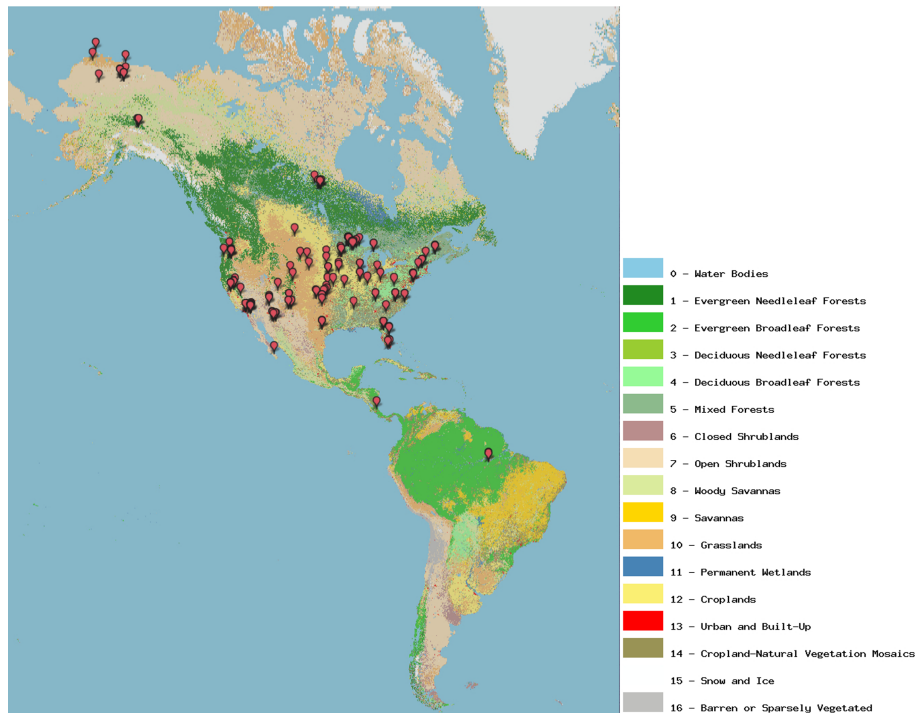 0 - Water Bodies
1 - Evergreen Needleleaf Forests
2 - Evergreen Broadleaf Forests
3 - Deciduous Needleleaf Forests
4 - Deciduous Broadleaf Forests
5 - Mixed Forests
6 - Closed Shrublands
7 - Open Shrublands
8 - Woody Savannas
9 - Savannas
10 - Grasslands
11 - Permanent Wetlands
12 - Croplands
13 - Urban and Built-Up
14 - Cropland-Natural Vegetation Mosaics
15 - Snow and Ice
16 - Barren or Sparsely Vegetated